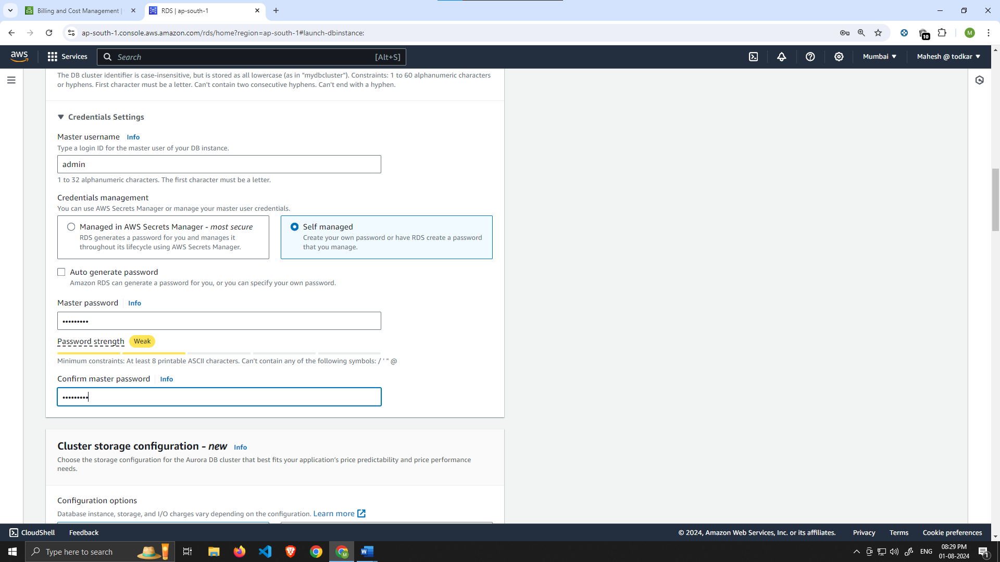 Billing and Cost Management |
RDS | ap-south-1
ap-south-1.console.aws.amazon.com/rds/home?region=ap-south-1#launch-dbinstance:
10
M
aws
Services
Search
[Alt+S]
Mumbai
Mahesh @ todkar
The DB cluster identifier is case-insensitive, but is stored as all lowercase (as in "mydbcluster"). Constraints: 1 to 60 alphanumeric characters
or hyphens. First character must be a letter. Can't contain two consecutive hyphens. Can't end with a hyphen.
Credentials Settings
Master username Info
Type a login ID for the master user of your DB instance.
admin
1 to 32 alphanumeric characters. The first character must be a letter.
Credentials management
You can use AWS Secrets Manager or manage your master user credentials.
Managed in AWS Secrets Manager - most secure
RDS generates a password for you and manages it
throughout its lifecycle using AWS Secrets Manager.
Self managed
Create your own password or have RDS create a password
that you manage.
Auto generate password
Amazon RDS can generate a password for you, or you can specify your own password.
Master password Info
•••••••••
Password strength Weak
Minimum constraints: At least 8 printable ASCII characters. Can't contain any of the following symbols: / ' " @
Confirm master password Info
•••••••••
Cluster storage configuration - new Info
Choose the storage configuration for the Aurora DB cluster that best fits your application's price predictability and price performance
needs.
Configuration options
Database instance, storage, and I/O charges vary depending on the configuration. Learn more
CloudShell
Feedback
© 2024, Amazon Web Services, Inc. or its affiliates.
Privacy
Terms
Cookie preferences
Type here to search
M
W
ENG
08:29 PM
01-08-2024
1